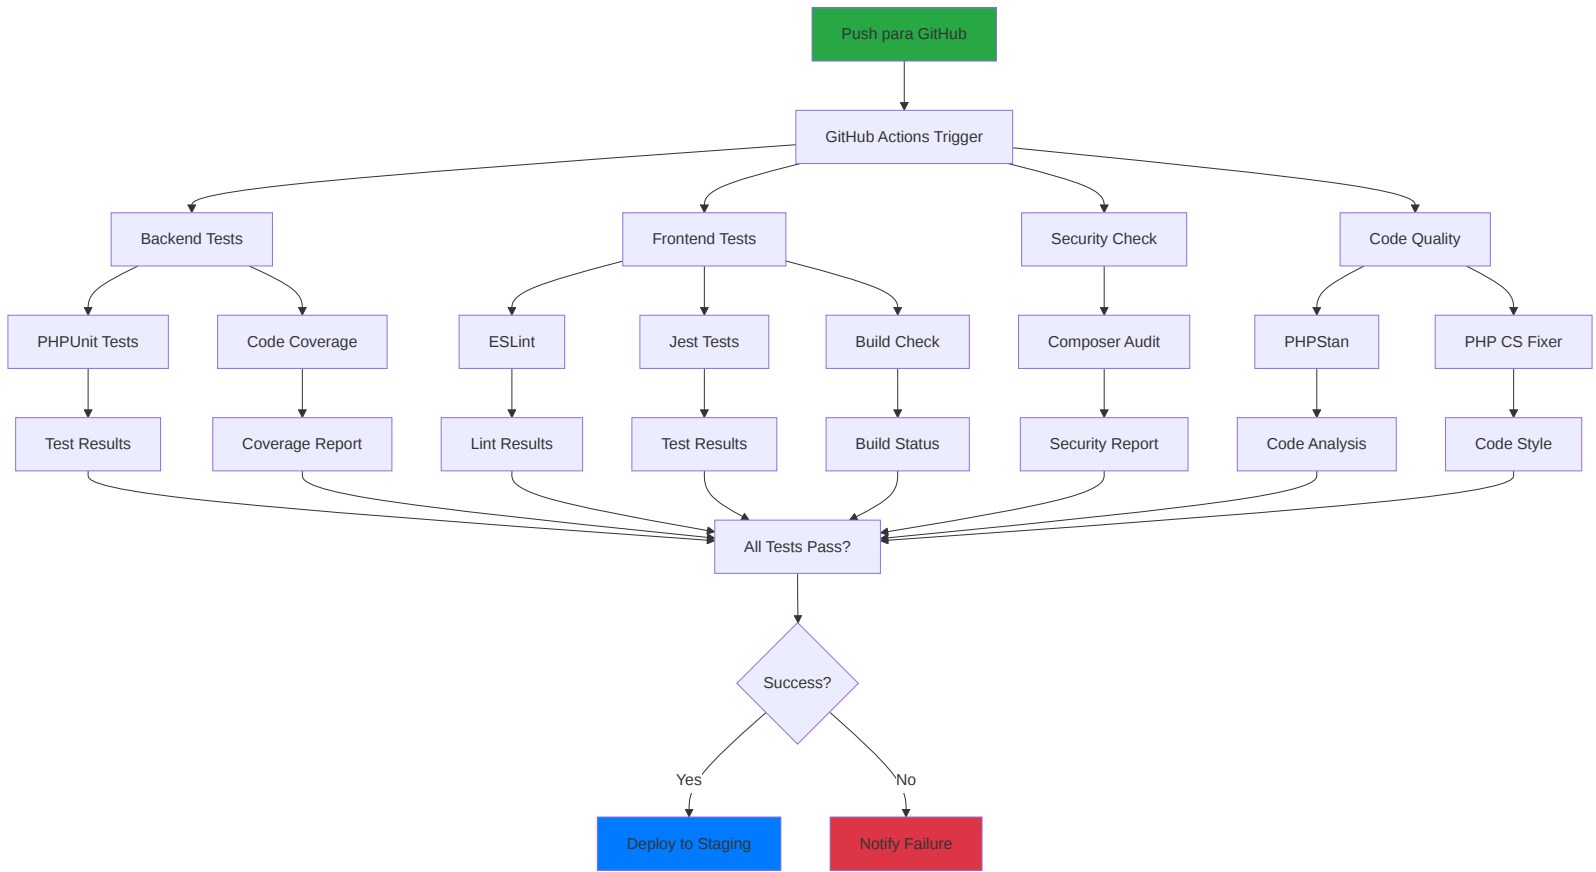 Push para GitHub
GitHub Actions Trigger
Backend Tests
Frontend Tests
Security Check
Code Quality
PHPUnit Tests
Code Coverage
ESLint
Jest Tests
Build Check
Composer Audit
PHPStan
PHP CS Fixer
Test Results
Coverage Report
Lint Results
Test Results
Build Status
Security Report
Code Analysis
Code Style
All Tests Pass?
Success?
Yes
No
Deploy to Staging
Notify Failure